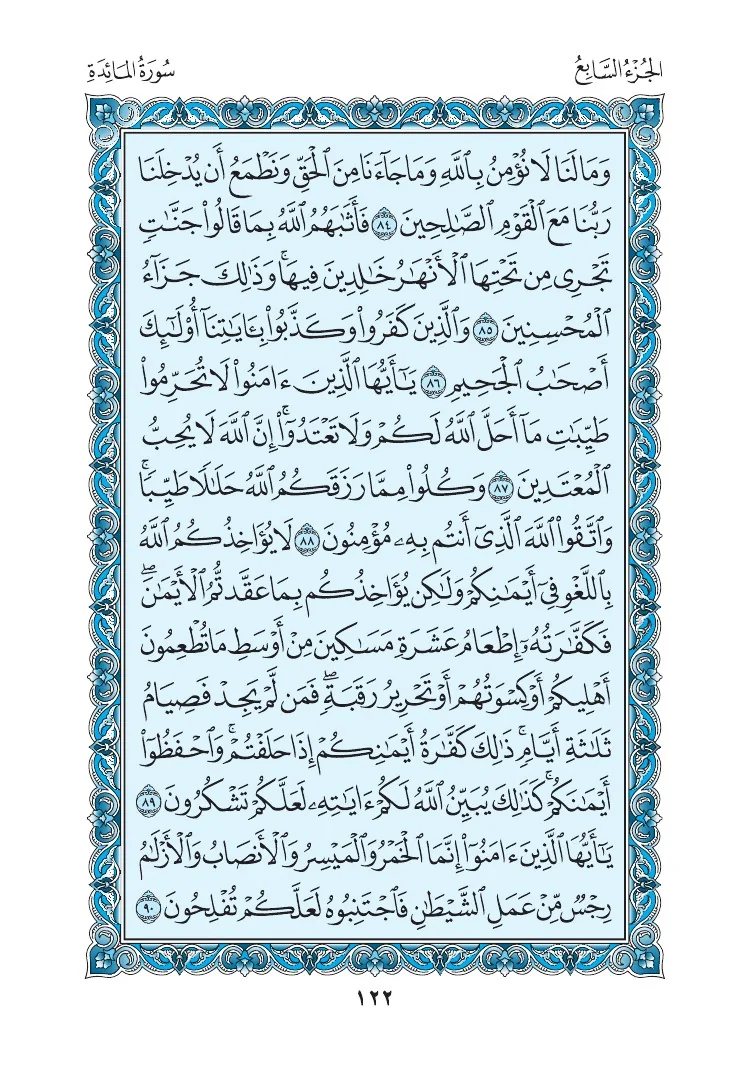 الجُزْءُ السَّابِعُ
سُورَةُ المَائِدَةِ
وَمَا لَنَا لَا نُؤْمِنُ بِٱللَّهِ وَمَا جَآءَنَا مِنَ ٱلْحَقِّ وَنَطْمَعُ أَن يُدْخِلَنَا
رَبُّنَا مَعَ ٱلْقَوْمِ ٱلصَّـٰلِحِينَ ٨٤ فَأَثَـٰبَهُمُ ٱللَّهُ بِمَا قَالُوا۟ جَنَّـٰتٍ
تَجْرِى مِن تَحْتِهَا ٱلْأَنْهَـٰرُ خَـٰلِدِينَ فِيهَا ۚ وَذَٰلِكَ جَزَآءُ
ٱلْمُحْسِنِينَ ٨٥ وَٱلَّذِينَ كَفَرُوا۟ وَكَذَّبُوا۟ بِـَٔايَـٰتِنَآ أُو۟لَـٰٓئِكَ
أَصْحَـٰبُ ٱلْجَحِيمِ ٨٦ يَـٰٓأَيُّهَا ٱلَّذِينَ ءَامَنُوا۟ لَا تُحَرِّمُوا۟
طَيِّبَـٰتِ مَآ أَحَلَّ ٱللَّهُ لَكُمْ وَلَا تَعْتَدُوٓا۟ ۚ إِنَّ ٱللَّهَ لَا يُحِبُّ
ٱلْمُعْتَدِينَ ٨٧ وَكُلُوا۟ مِمَّا رَزَقَكُمُ ٱللَّهُ حَلَـٰلًا طَيِّبًا ۚ
وَٱتَّقُوا۟ ٱللَّهَ ٱلَّذِىٓ أَنتُم بِهِۦ مُؤْمِنُونَ ٨٨ لَا يُؤَاخِذُكُمُ ٱللَّهُ
بِٱللَّغْوِ فِىٓ أَيْمَـٰنِكُمْ وَلَـٰكِن يُؤَاخِذُكُم بِمَا عَقَّدتُّمُ ٱلْأَيْمَـٰنَ ۖ
فَكَفَّـٰرَتُهُۥٓ إِطْعَامُ عَشَرَةِ مَسَـٰكِينَ مِنْ أَوْسَطِ مَا تُطْعِمُونَ
أَهْلِيكُمْ أَوْ كِسْوَتُهُمْ أَوْ تَحْرِيرُ رَقَبَةٍ ۖ فَمَن لَّمْ يَجِدْ فَصِيَامُ
ثَلَـٰثَةِ أَيَّامٍ ۚ ذَٰلِكَ كَفَّـٰرَةُ أَيْمَـٰنِكُمْ إِذَا حَلَفْتُمْ ۚ وَٱحْفَظُوٓا۟
أَيْمَـٰنَكُمْ ۚ كَذَٰلِكَ يُبَيِّنُ ٱللَّهُ لَكُمْ ءَايَـٰتِهِۦ لَعَلَّكُمْ تَشْكُرُونَ ٨٩
يَـٰٓأَيُّهَا ٱلَّذِينَ ءَامَنُوٓا۟ إِنَّمَا ٱلْخَمْرُ وَٱلْمَيْسِرُ وَٱلْأَنصَابُ وَٱلْأَزْلَـٰمُ
رِجْسٌ مِّنْ عَمَلِ ٱلشَّيْطَـٰنِ فَٱجْتَنِبُوهُ لَعَلَّكُمْ تُفْلِحُونَ ٩٠
١٢٢